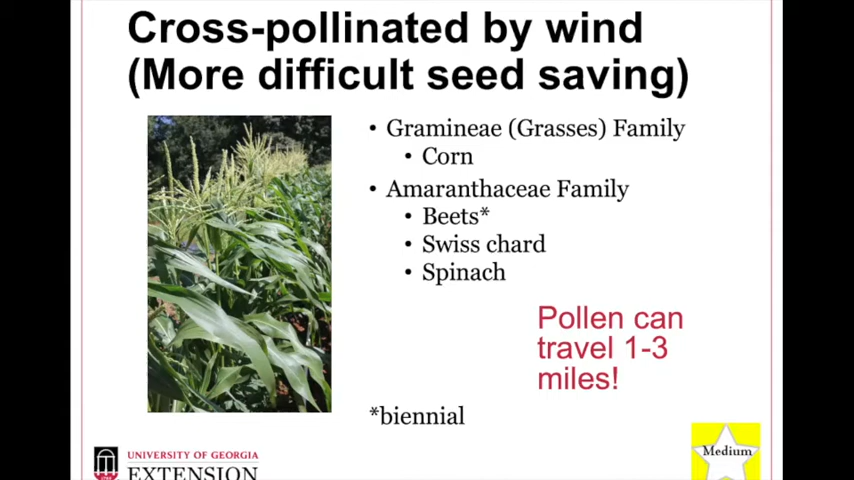 Cross-pollinated by wind
(More difficult seed saving)
• Gramineae (Grasses) Family
• Corn
• Amaranthaceae Family
• Beets*
• Swiss chard
• Spinach
Pollen can
travel 1-3
miles!
*biennial
UNIVERSITY OF GEORGIA
EXTENSION
Medium